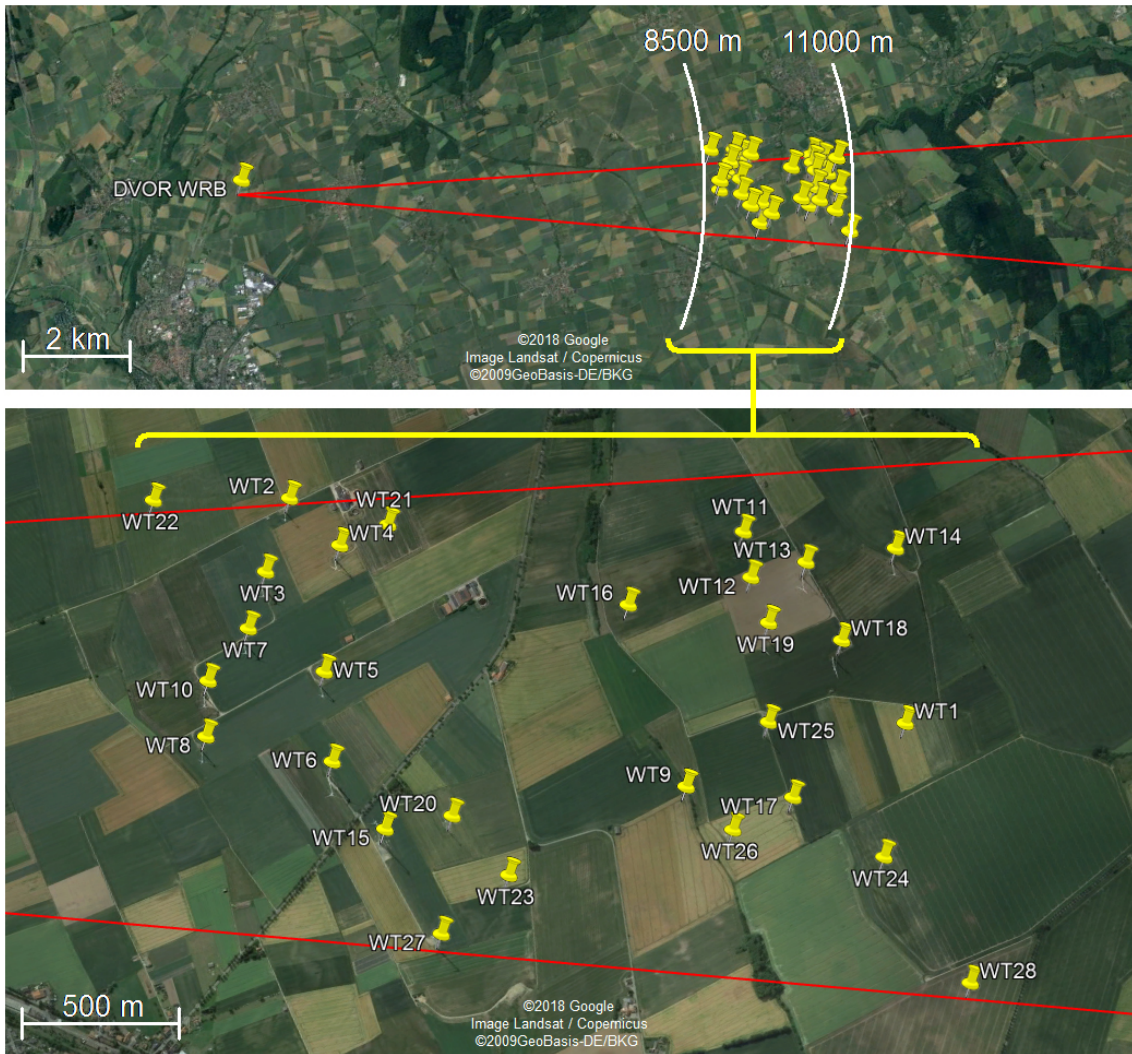 8500 m
11000 m
DVOR WRB
2 km
©2018 Google
Image Landsat / Copernicus
©2009GeoBasis-DE/BKG
WT22
WT2
WT21
WT4
WT3
WT7
WT10
WT5
WT8
WT6
WT20
WT15
WT23
WT27
WT11
WT13
WT14
WT12
WT16
WT19
WT18
WT25
WT1
WT9
WT17
WT26
WT24
WT28
500 m
©2018 Google
Image Landsat / Copernicus
©2009GeoBasis-DE/BKG